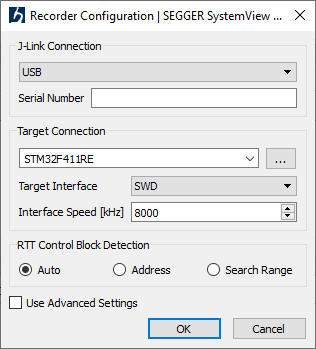 Recorder Configuration | SEGGER SystemView ...
J-Link Connection
USB
Serial Number
Target Connection
STM32F411RE ...
Target Interface SWD
Interface Speed [kHz] 8000
RTT Control Block Detection
Auto Address Search Range
Use Advanced Settings
OK Cancel